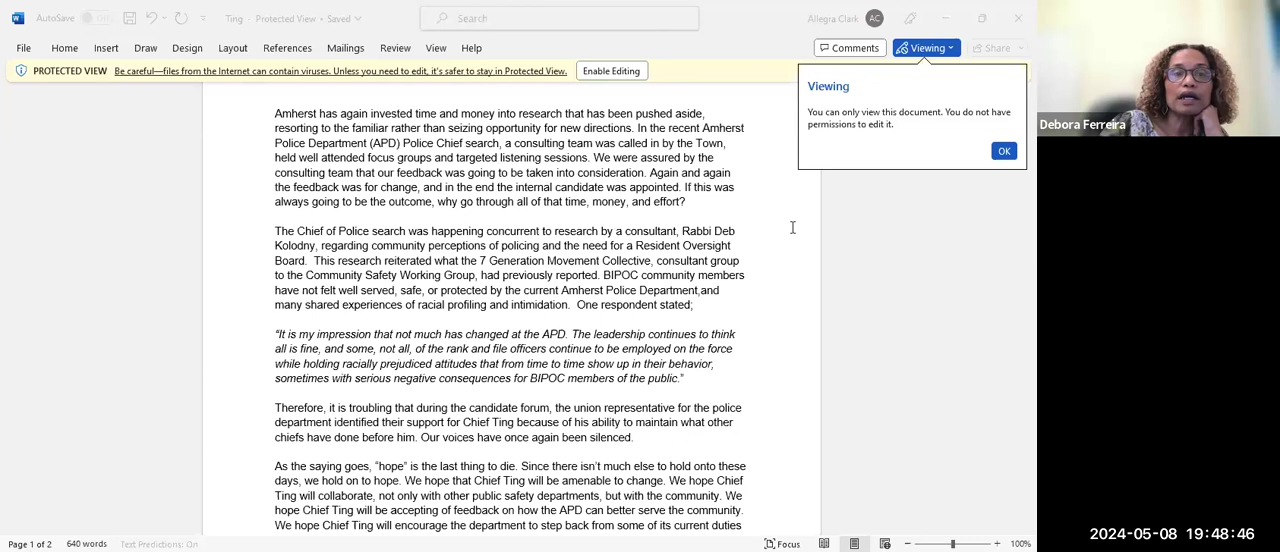 AutoSave Off
Ting - Protected View • Saved
Search
Allegra Clark AC
File Home Insert Draw Design Layout References Mailings Review View Help
Comments Viewing Share
PROTECTED VIEW Be careful—files from the Internet can contain viruses. Unless you need to edit, it's safer to stay in Protected View. Enable Editing
Viewing
You can only view this document. You do not have
permissions to edit it.
OK
Debora Ferreira
Amherst has again invested time and money into research that has been pushed aside,
resorting to the familiar rather than seizing opportunity for new directions. In the recent Amherst
Police Department (APD) Police Chief search, a consulting team was called in by the Town,
held well attended focus groups and targeted listening sessions. We were assured by the
consulting team that our feedback was going to be taken into consideration. Again and again
the feedback was for change, and in the end the internal candidate was appointed. If this was
always going to be the outcome, why go through all of that time, money, and effort?
The Chief of Police search was happening concurrent to research by a consultant, Rabbi Deb
Kolodny, regarding community perceptions of policing and the need for a Resident Oversight
Board.  This research reiterated what the 7 Generation Movement Collective, consultant group
to the Community Safety Working Group, had previously reported. BIPOC community members
have not felt well served, safe, or protected by the current Amherst Police Department,and
many shared experiences of racial profiling and intimidation.  One respondent stated;
“It is my impression that not much has changed at the APD. The leadership continues to think
all is fine, and some, not all, of the rank and file officers continue to be employed on the force
while holding racially prejudiced attitudes that from time to time show up in their behavior,
sometimes with serious negative consequences for BIPOC members of the public.”
Therefore, it is troubling that during the candidate forum, the union representative for the police
department identified their support for Chief Ting because of his ability to maintain what other
chiefs have done before him. Our voices have once again been silenced.
As the saying goes, “hope” is the last thing to die. Since there isn’t much else to hold onto these
days, we hold on to hope. We hope that Chief Ting will be amenable to change. We hope Chief
Ting will collaborate, not only with other public safety departments, but with the community. We
hope Chief Ting will be accepting of feedback on how the APD can better serve the community.
We hope Chief Ting will encourage the department to step back from some of its current duties
Page 1 of 2 640 words Text Predictions: On Focus 100%
2024-05-08 19:48:46